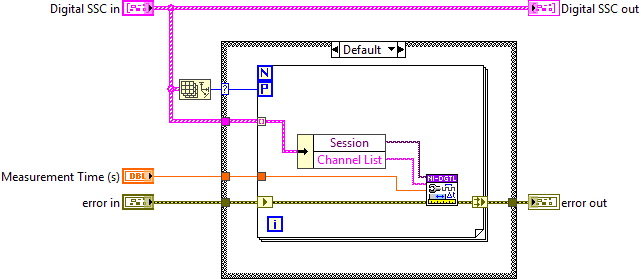 Digital SSC in
Digital SSC out
Default
N
P
?
Session
Channel List
NI-DGTL
Measurement Time (s)
DBL
error in
error out
i